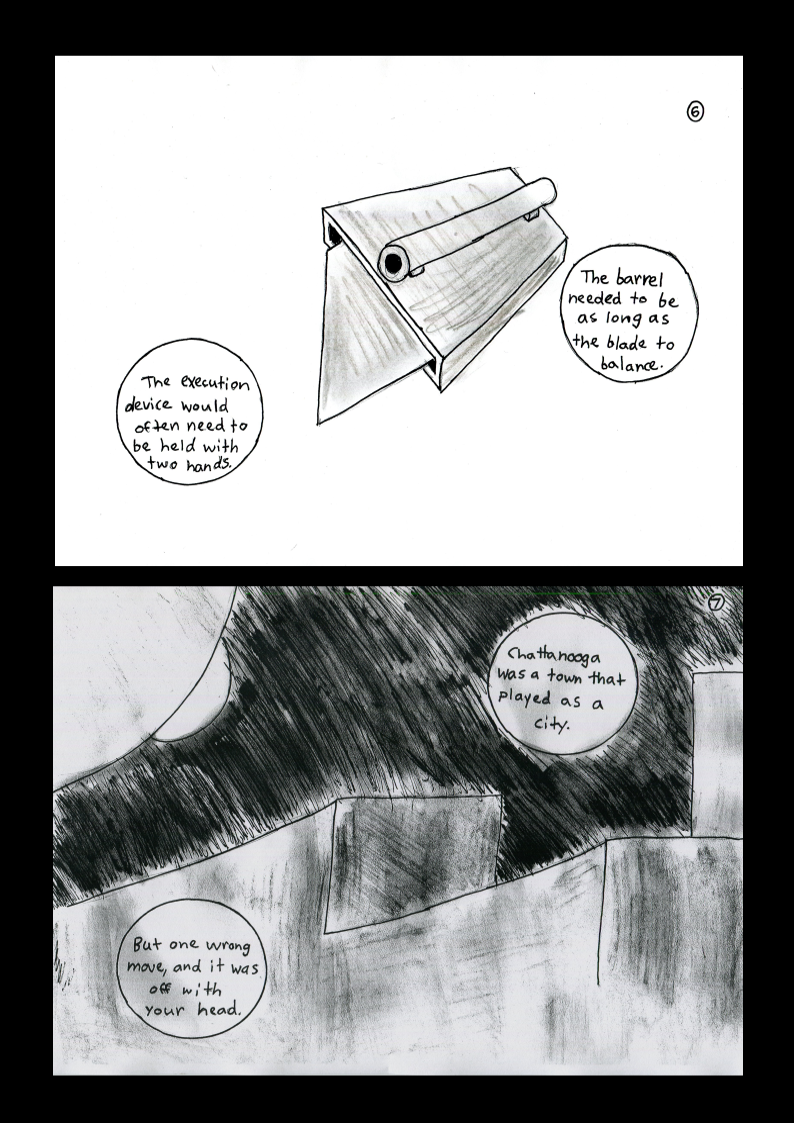 6
The execution
device would
often need to
be held with
two hands.
The barrel
needed to be
as long as
the blade to
balance.
7
Chattanooga
was a town that
played as a
city.
But one wrong
move, and it was
off with
your head.